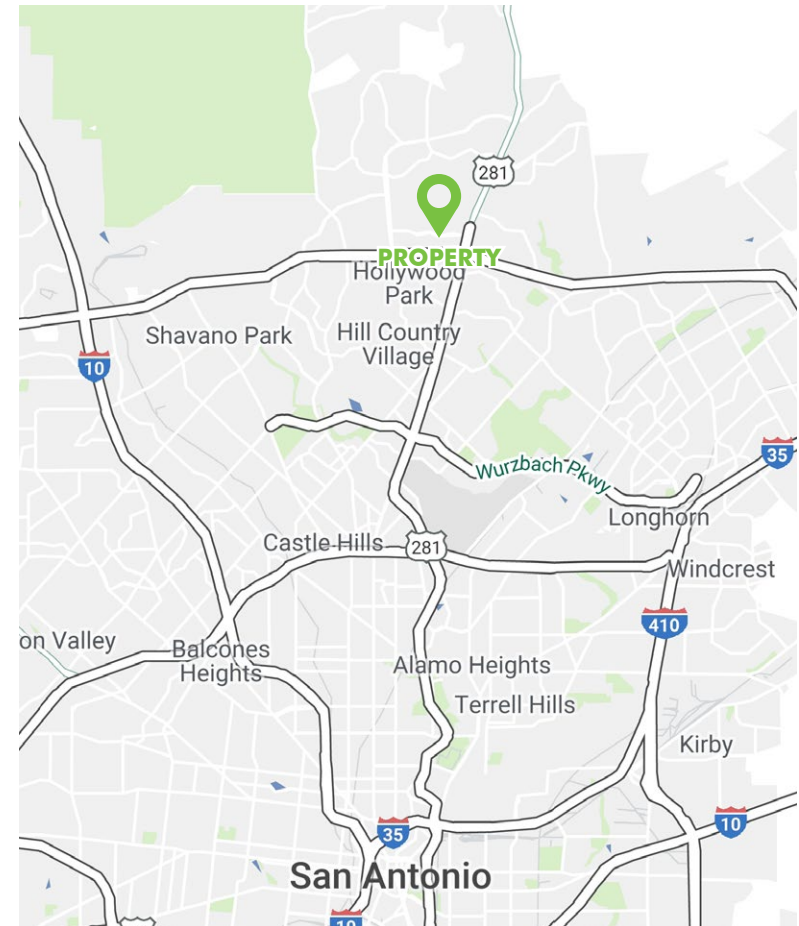 281
PROPERTY
Hollywood
Park
Shavano Park
Hill Country
Village
10
35
Wurzbach Pkwy
Longhorn
Castle Hills
281
Windcrest
410
on Valley
Balcones
Heights
Alamo Heights
Terrell Hills
Kirby
10
35
San Antonio
10